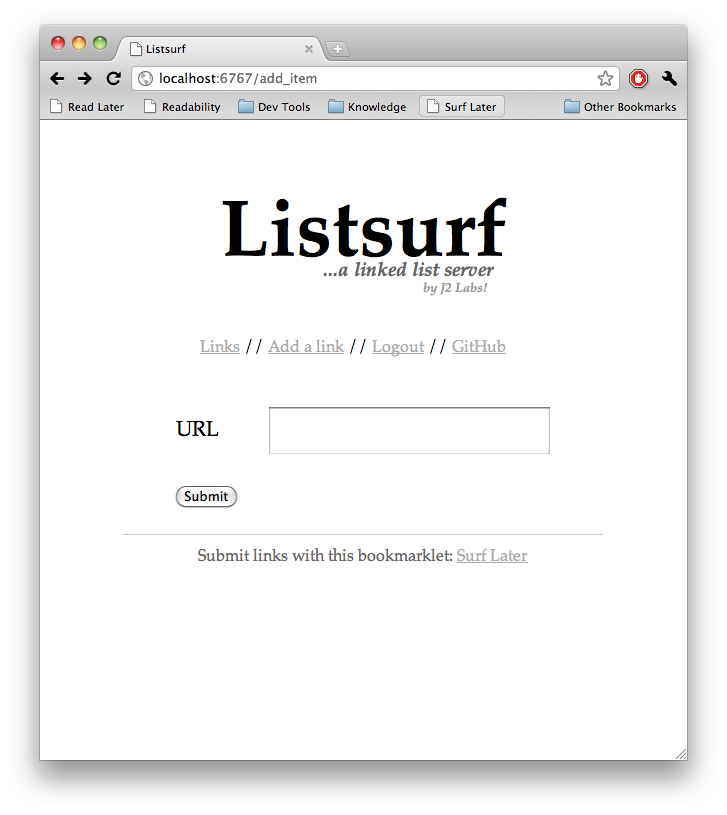 Listsurf
localhost:6767/add_item
Read Later Readability Dev Tools Knowledge Surf Later Other Bookmarks
Listsurf
...a linked list server
by J2 Labs!
Links // Add a link // Logout // GitHub
URL
Submit
Submit links with this bookmarklet: Surf Later